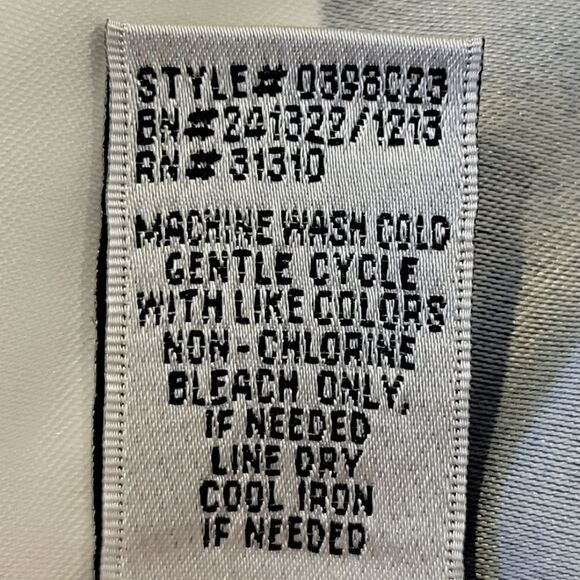 STYLE# 0398C23
BN# 241322/1213
RN# 31310
MACHINE WASH COLD
GENTLE CYCLE
WITH LIKE COLORS
NON-CHLORINE
BLEACH ONLY,
IF NEEDED
LINE DRY
COOL IRON
IF NEEDED